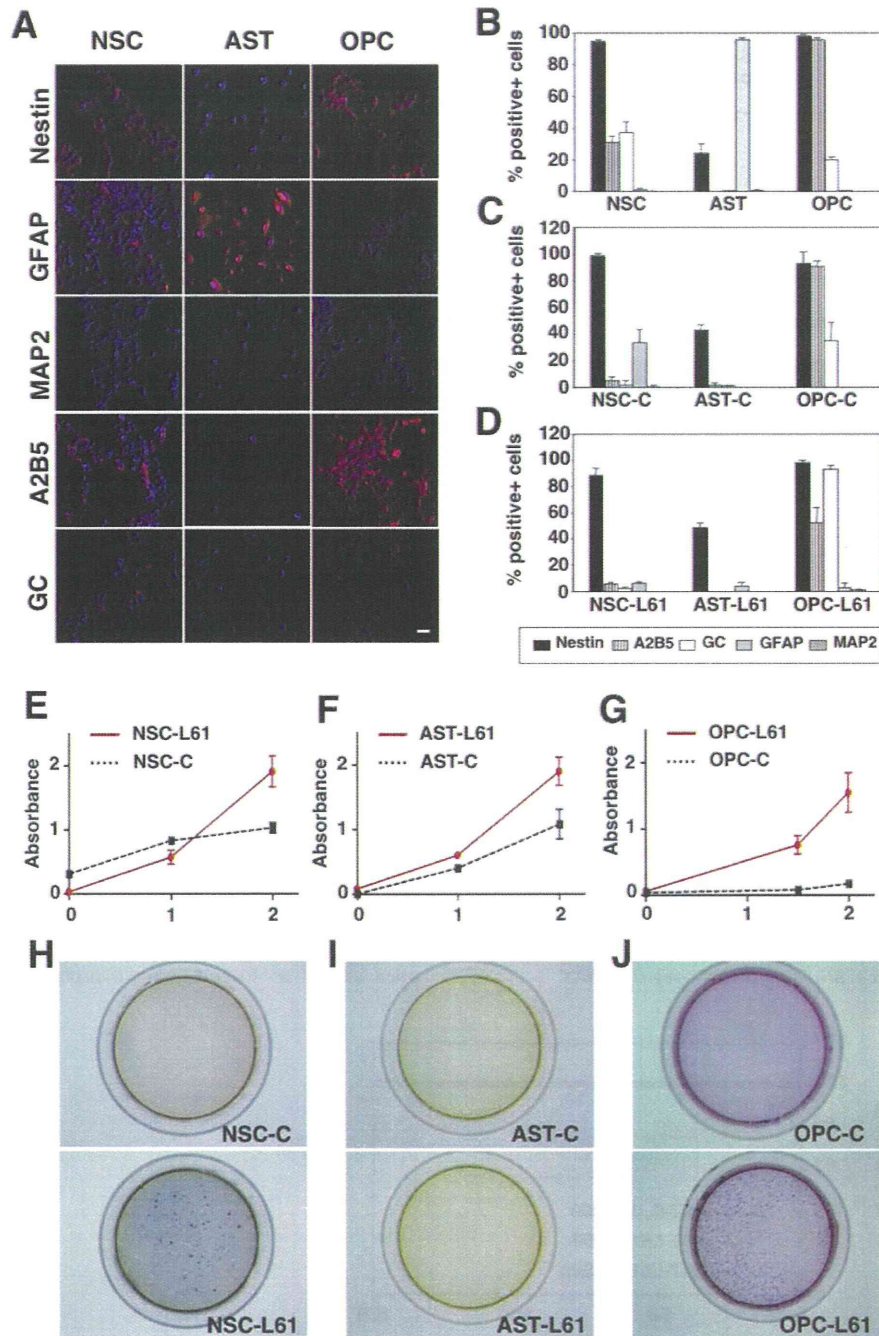 A
NSC AST OPC
Nestin
GFAP
MAP2
A2B5
GC
B
% positive+ cells
100
80
60
40
20
0
NSC AST OPC
C
% positive+ cells
120
100
80
60
40
20
0
NSC-C AST-C OPC-C
D
% positive+ cells
120
100
80
60
40
20
0
NSC-L61 AST-L61 OPC-L61
Nestin A2B5 GC GFAP MAP2
E
NSC-L61
NSC-C
Absorbance
2
1
0
0 1 2
F
AST-L61
AST-C
Absorbance
2
1
0
0 1 2
G
OPC-L61
OPC-C
Absorbance
2
1
0
0 1 2
H
NSC-C
NSC-L61
I
AST-C
AST-L61
J
OPC-C
OPC-L61